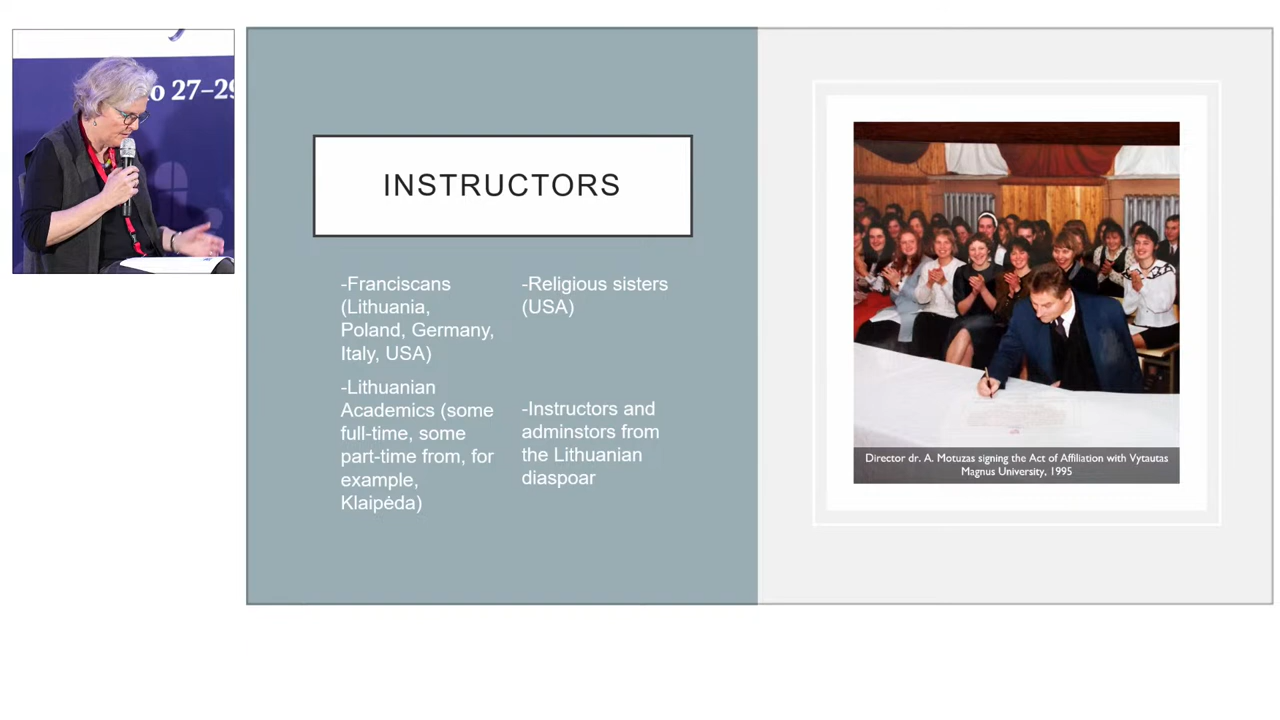 o 27–29
INSTRUCTORS
-Franciscans
(Lithuania,
Poland, Germany,
Italy, USA)
-Lithuanian
Academics (some
full-time, some
part-time from, for
example,
Klaipėda)
-Religious sisters
(USA)
-Instructors and
adminstors from
the Lithuanian
diaspoar
Director dr. A. Motuzas signing the Act of Affiliation with Vytautas
Magnus University, 1995